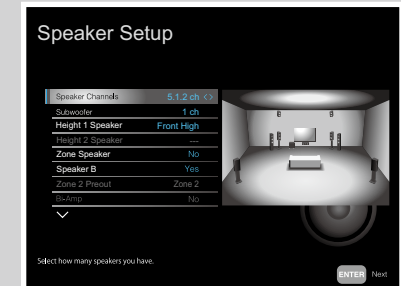 Speaker Setup
Speaker Channels 5.1.2 ch < >
Subwoofer 1 ch
Height 1 Speaker Front High
Height 2 Speaker ---
Zone Speaker No
Speaker B Yes
Zone 2 Preout Zone 2
Bi-Amp No
Select how many speakers you have.
ENTER Next